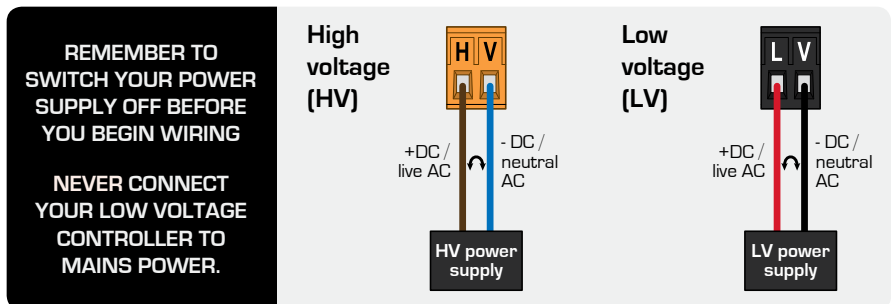 REMEMBER TO
SWITCH YOUR POWER
SUPPLY OFF BEFORE
YOU BEGIN WIRING
NEVER CONNECT
YOUR LOW VOLTAGE
CONTROLLER TO
MAINS POWER.
High
voltage
(HV)
H V
+DC /
live AC
- DC /
neutral
AC
HV power
supply
Low
voltage
(LV)
L V
+DC /
live AC
- DC /
neutral
AC
LV power
supply